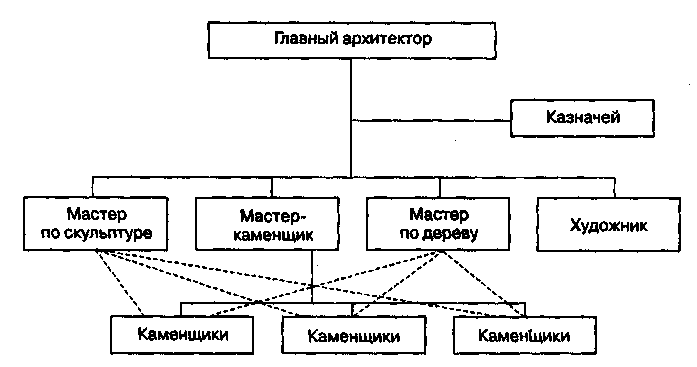 Главный архитектор
Казначей
Мастер
по скульптуре
Мастер-
каменщик
Мастер
по дереву
Художник
Каменщики
Каменщики
Каменщики